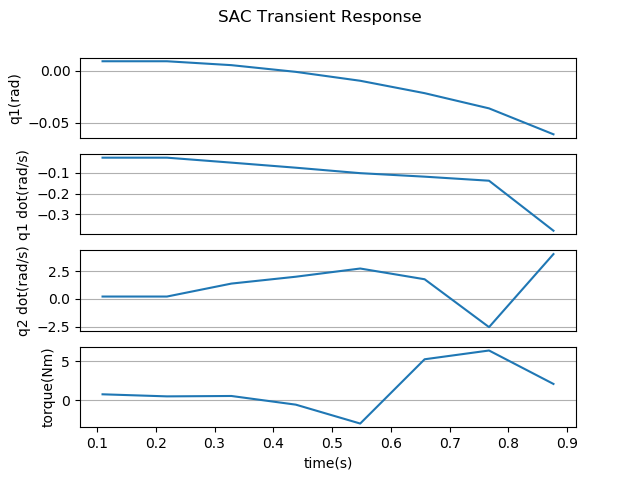 SAC Transient Response
0.00
−0.05
q1(rad)
−0.1
−0.2
−0.3
q1 dot(rad/s)
2.5
0.0
−2.5
q2 dot(rad/s)
5
0
torque(Nm)
0.1 0.2 0.3 0.4 0.5 0.6 0.7 0.8 0.9
time(s)